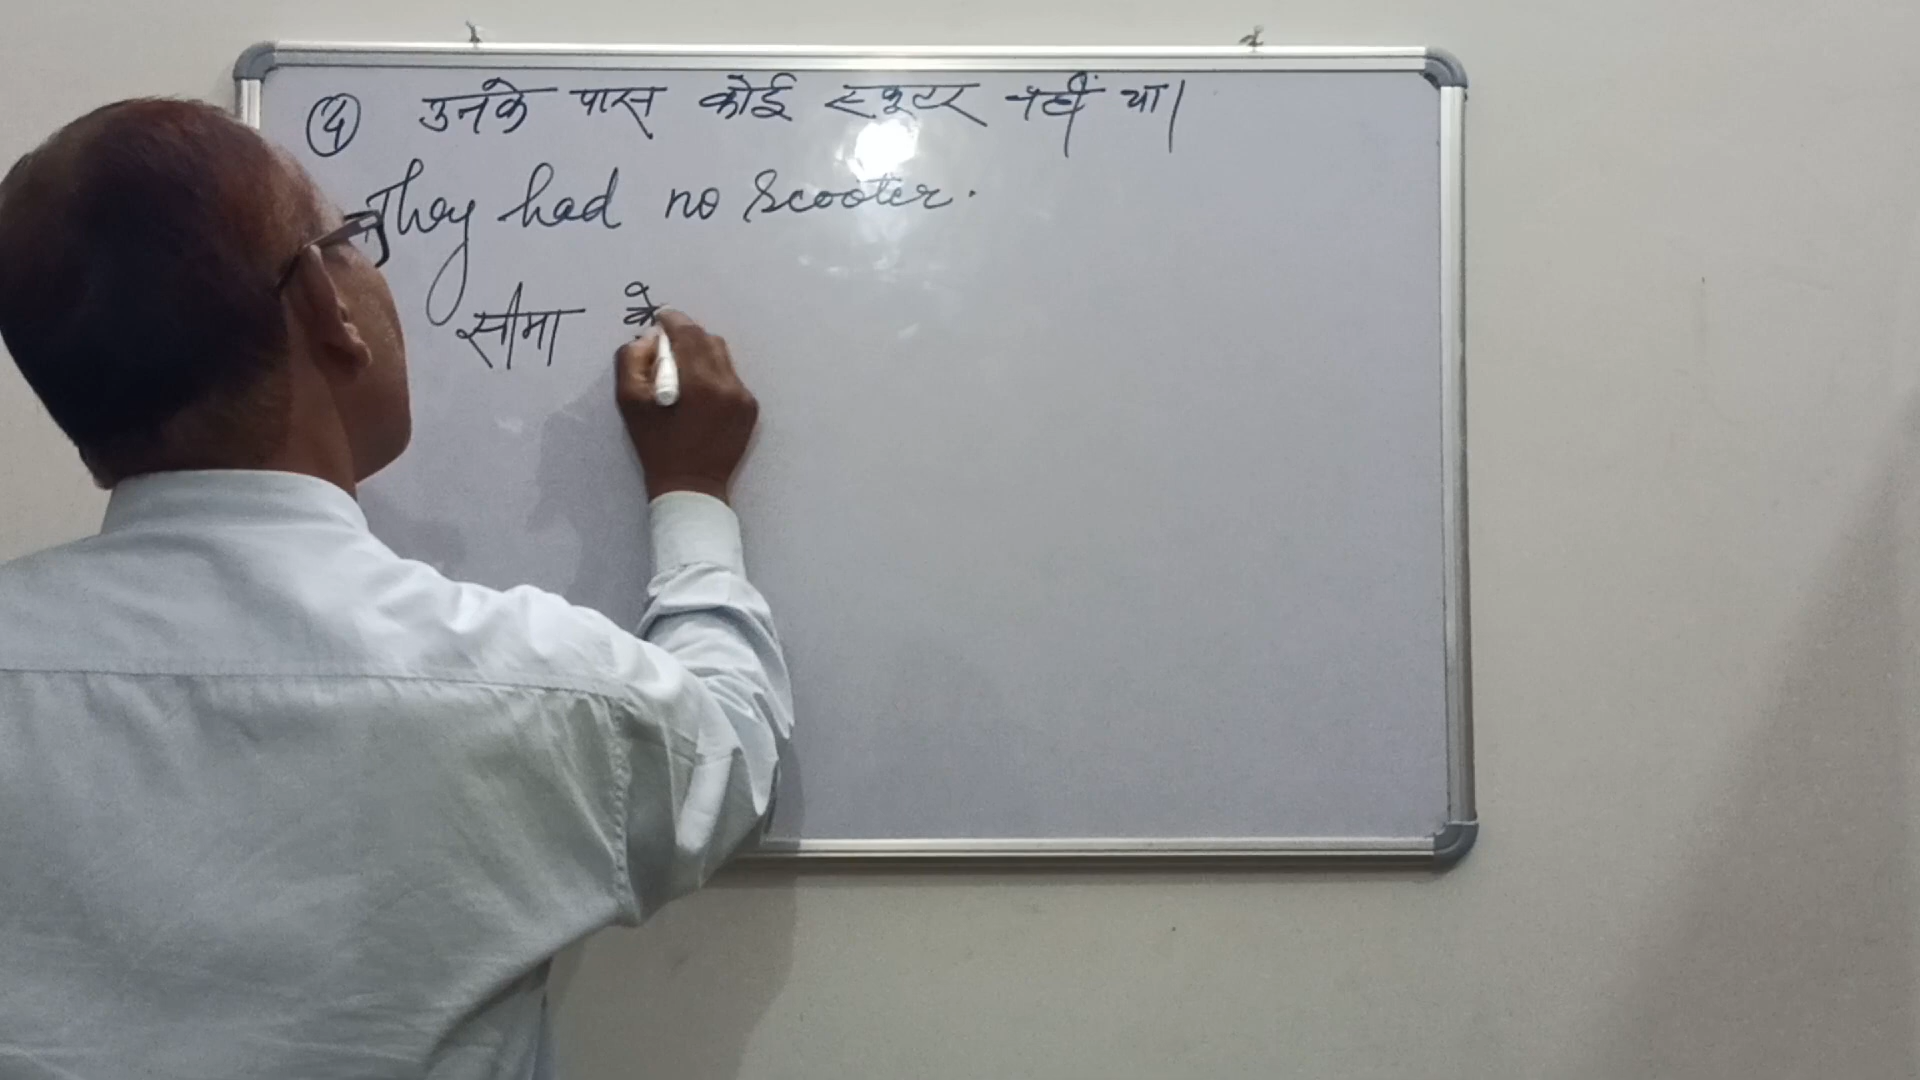 ④ उनके पास कोई स्कूटर नहीं था।
They had no Scooter.
सीमा के